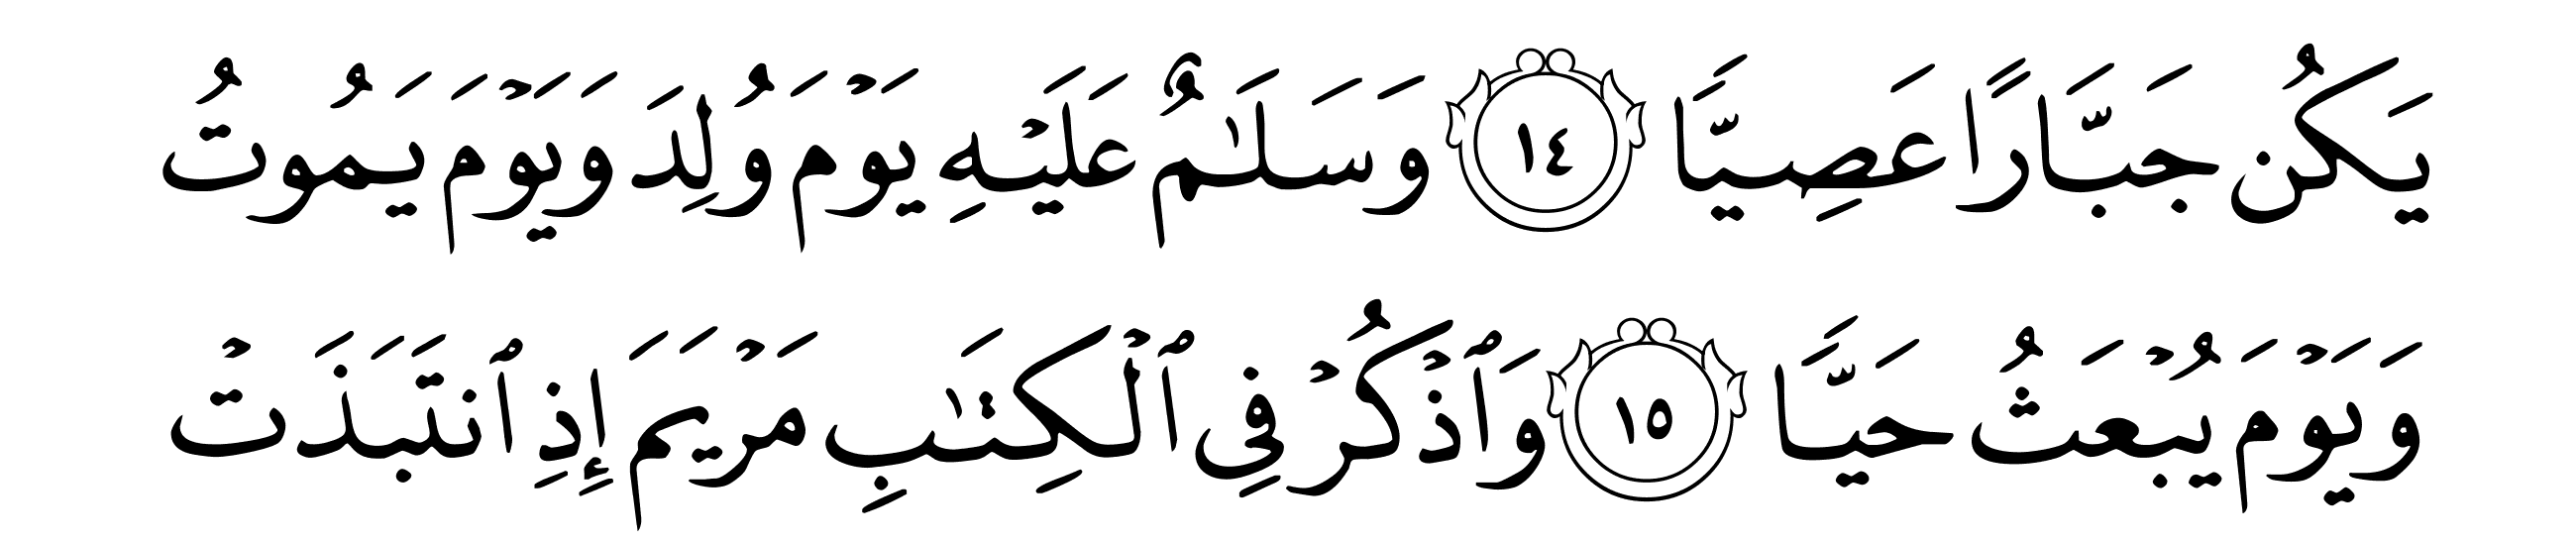 يَكُن جَبَّارًا عَصِيًّا ١٤ وَسَلَٰمٌ عَلَيْهِ يَوْمَ وُلِدَ وَيَوْمَ يَمُوتُ
وَيَوْمَ يُبْعَثُ حَيًّا ١٥ وَٱذْكُرْ فِى ٱلْكِتَٰبِ مَرْيَمَ إِذِ ٱنتَبَذَتْ